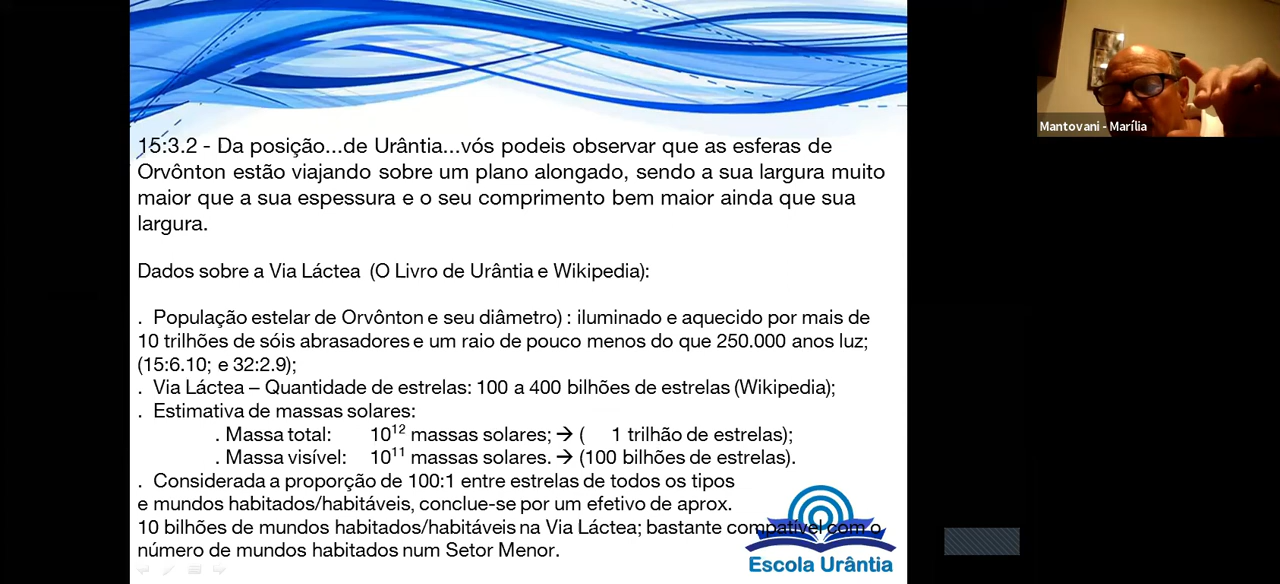 15:3.2 - Da posição...de Urântia...vós podeis observar que as esferas de
Orvônton estão viajando sobre um plano alongado, sendo a sua largura muito
maior que a sua espessura e o seu comprimento bem maior ainda que sua
largura.
Dados sobre a Via Láctea (O Livro de Urântia e Wikipedia):
. População estelar de Orvônton e seu diâmetro) : iluminado e aquecido por mais de
10 trilhões de sóis abrasadores e um raio de pouco menos do que 250.000 anos luz;
(15:6.10; e 32:2.9);
. Via Láctea – Quantidade de estrelas: 100 a 400 bilhões de estrelas (Wikipedia);
. Estimativa de massas solares:
. Massa total: 10¹² massas solares; → ( 1 trilhão de estrelas);
. Massa visível: 10¹¹ massas solares. → (100 bilhões de estrelas).
. Considerada a proporção de 100:1 entre estrelas de todos os tipos
e mundos habitados/habitáveis, conclue-se por um efetivo de aprox.
10 bilhões de mundos habitados/habitáveis na Via Láctea; bastante compatível com o
número de mundos habitados num Setor Menor.
Escola Urântia
Mantovani - Marília